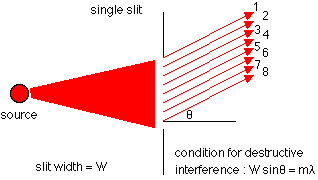 single slit
1
2
3
4
5
6
7
8
θ
source
slit width = W
condition for destructive
interference : W sinθ = mλ